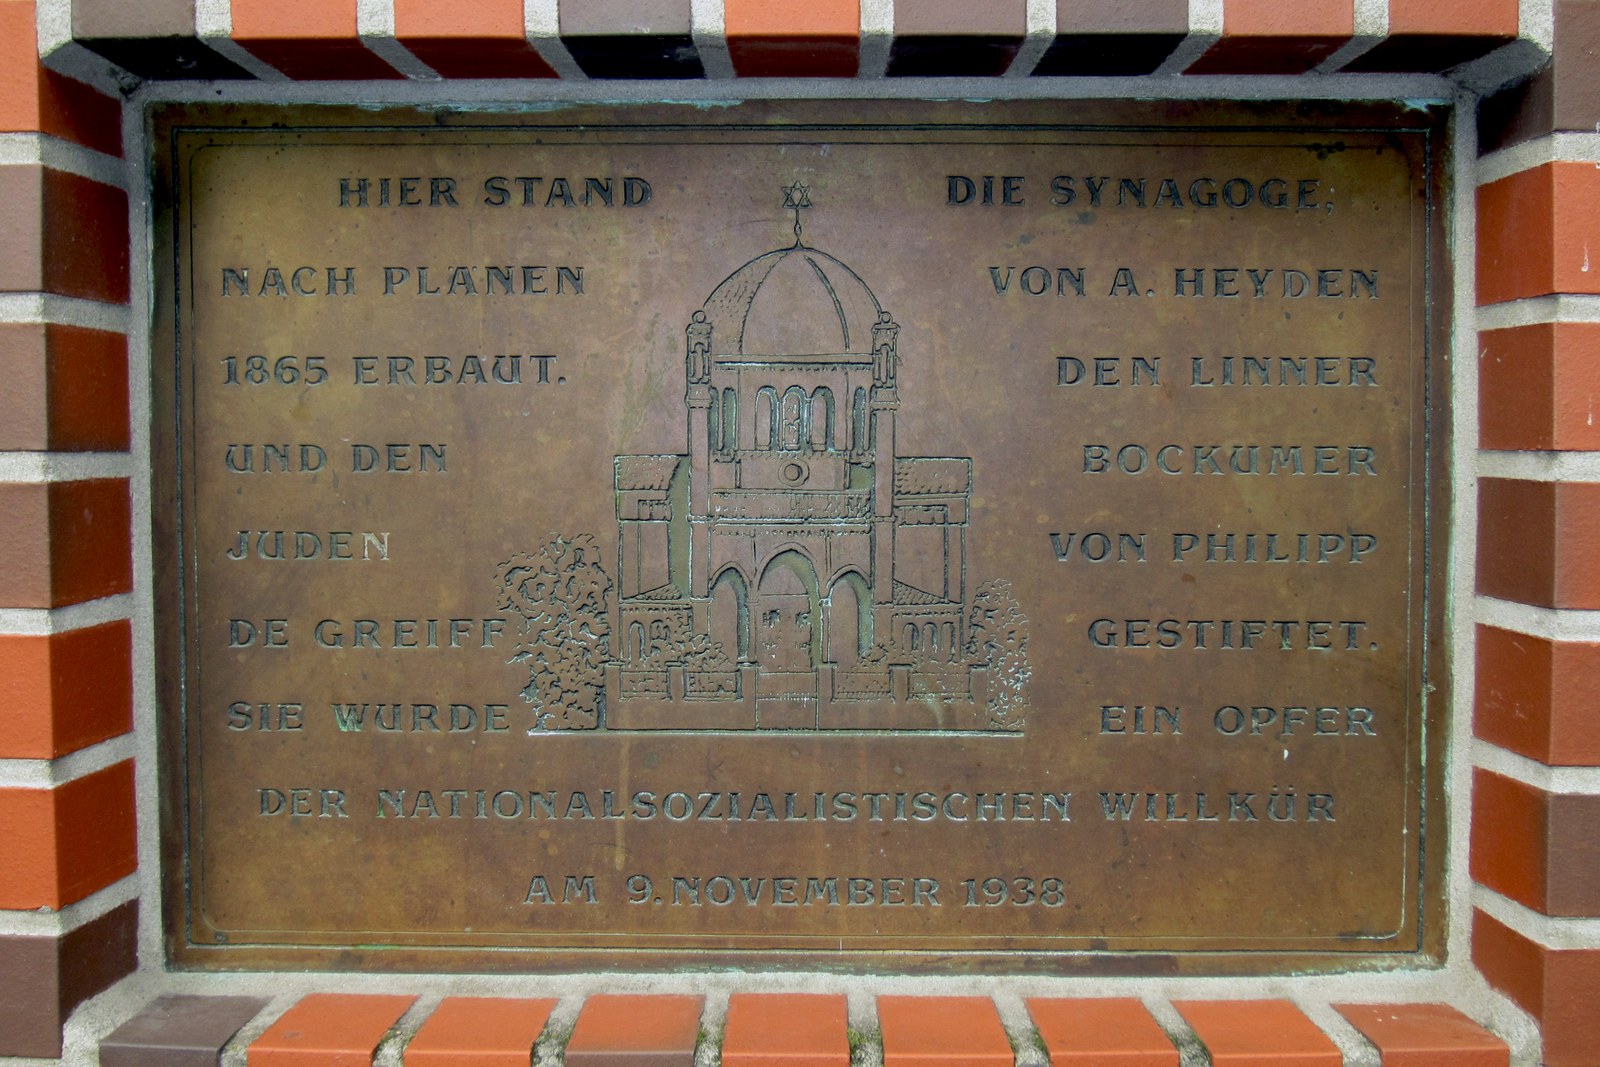 HIER STAND DIE SYNAGOGE,
NACH PLÄNEN VON A. HEYDEN
1865 ERBAUT. DEN LINNER
UND DEN BOCKUMER
JUDEN VON PHILIPP
DE GREIFF GESTIFTET.
SIE WURDE EIN OPFER
DER NATIONALSOZIALISTISCHEN WILLKÜR
AM 9. NOVEMBER 1938